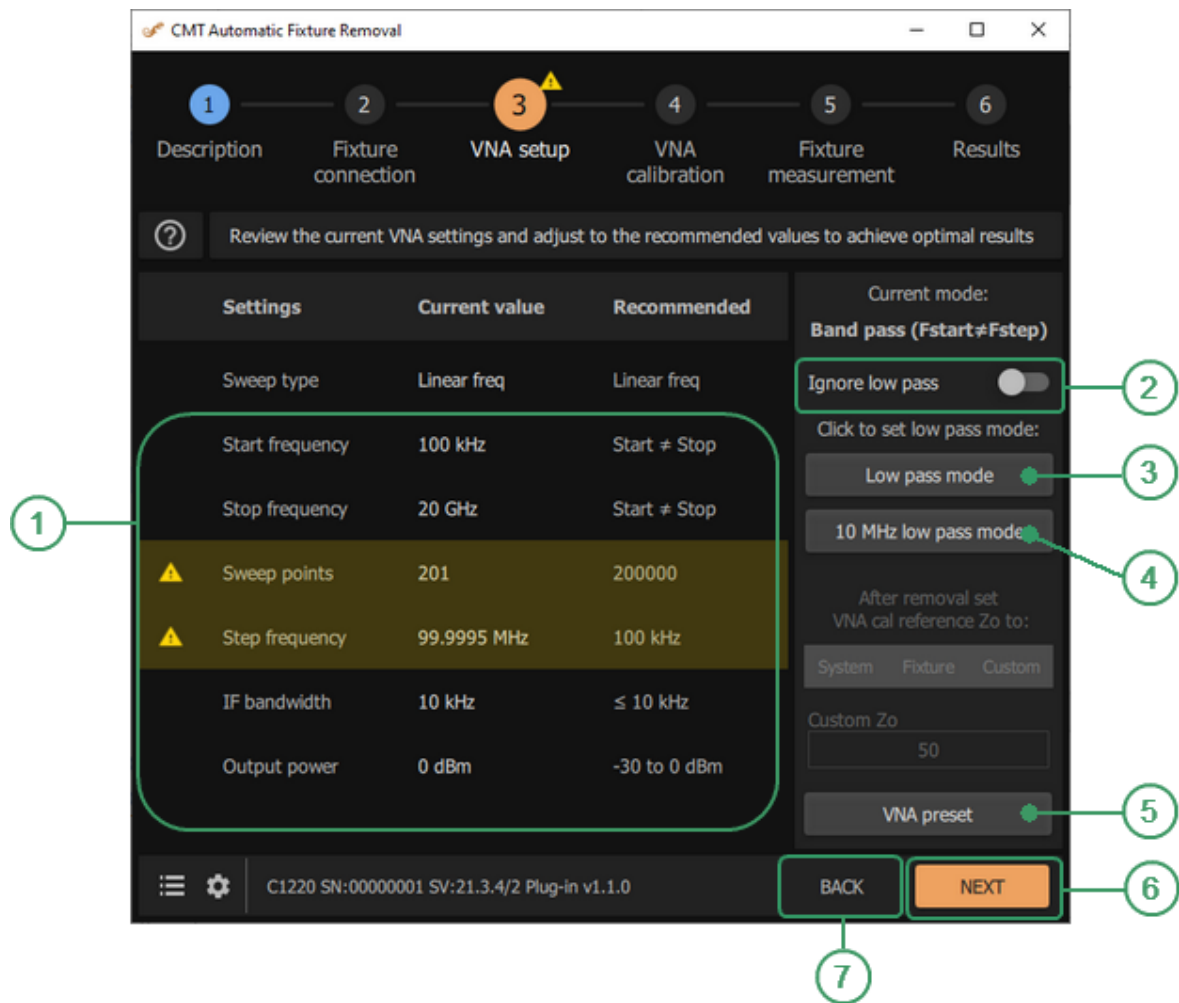 CMT Automatic Fixture Removal
1 2 3 4 5 6
Description Fixture connection VNA setup VNA calibration Fixture measurement Results
Review the current VNA settings and adjust to the recommended values to achieve optimal results
Settings Current value Recommended
Sweep type Linear freq Linear freq
Start frequency 100 kHz Start ≠ Stop
Stop frequency 20 GHz Start ≠ Stop
Sweep points 201 200000
Step frequency 99.9995 MHz 100 kHz
IF bandwidth 10 kHz ≤ 10 kHz
Output power 0 dBm -30 to 0 dBm
Current mode:
Band pass (Fstart≠Fstep)
Ignore low pass
Click to set low pass mode:
Low pass mode
10 MHz low pass mode
After removal set
VNA cal reference Zo to:
System Fixture Custom
Custom Zo
50
VNA preset
C1220 SN:00000001 SV:21.3.4/2 Plug-in v1.1.0
BACK NEXT
1
2
3
4
5
6
7